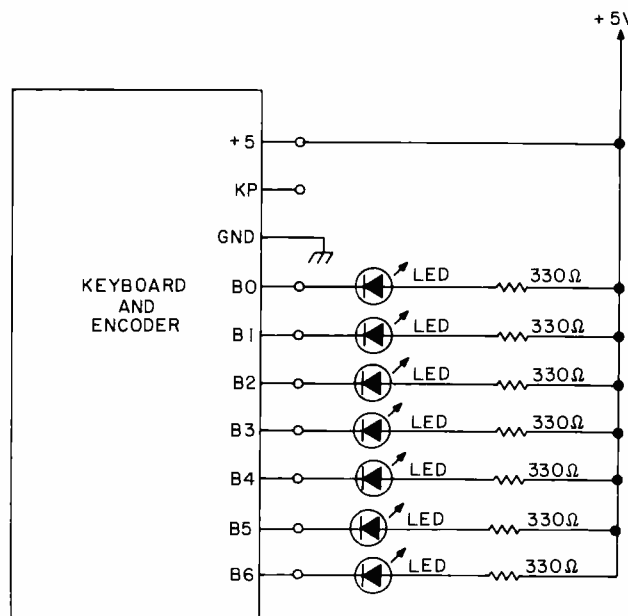 + 5V
+5
KP
GND
KEYBOARD
AND
ENCODER
B0 LED 330Ω
B1 LED 330Ω
B2 LED 330Ω
B3 LED 330Ω
B4 LED 330Ω
B5 LED 330Ω
B6 LED 330Ω